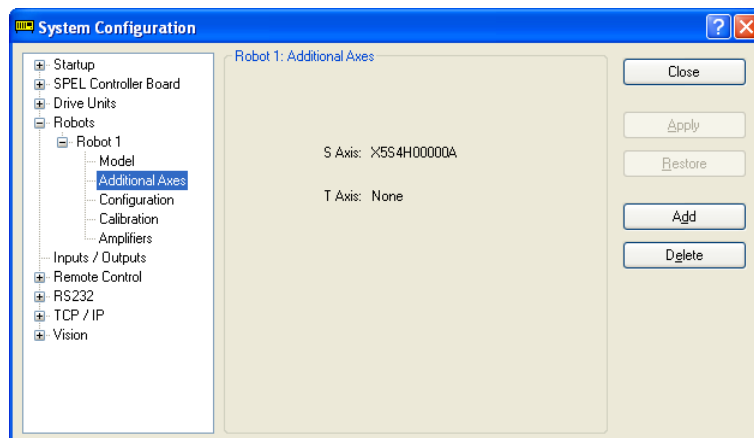 System Configuration
Startup
SPEL Controller Board
Drive Units
Robots
Robot 1
Model
Additional Axes
Configuration
Calibration
Amplifiers
Inputs / Outputs
Remote Control
RS232
TCP / IP
Vision
Robot 1: Additional Axes
S Axis: X5S4H00000A
T Axis: None
Close
Apply
Restore
Add
Delete